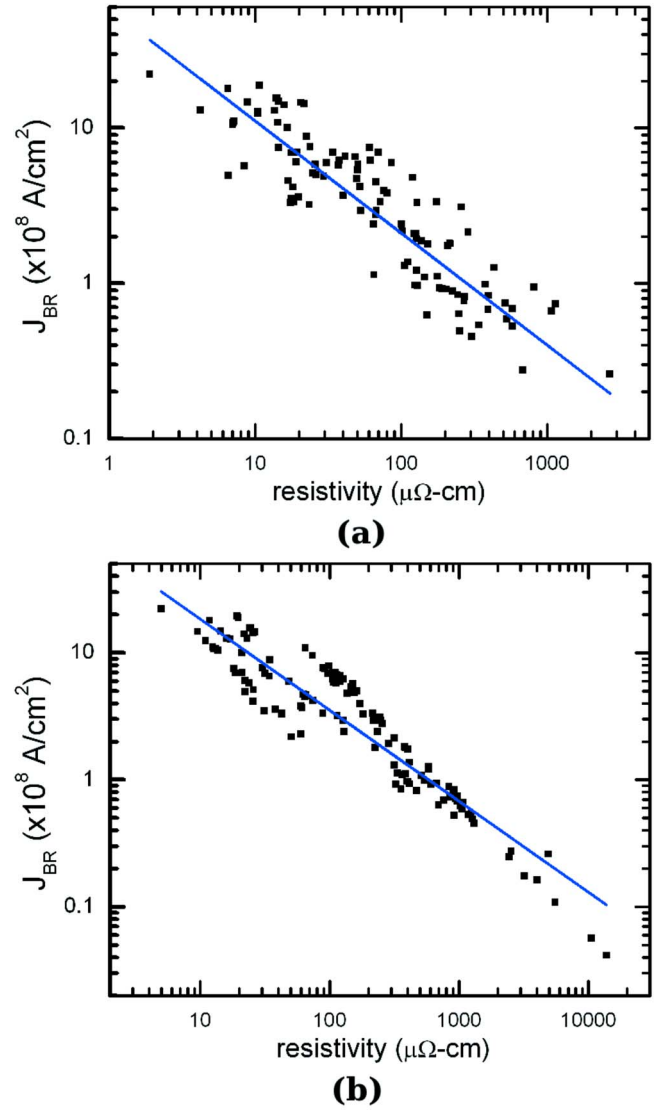 10
1
0.1
J_BR (x10^8 A/cm^2)
1 10 100 1000
resistivity (μΩ-cm)
(a)
10
1
0.1
J_BR (x10^8 A/cm^2)
10 100 1000 10000
resistivity (μΩ-cm)
(b)